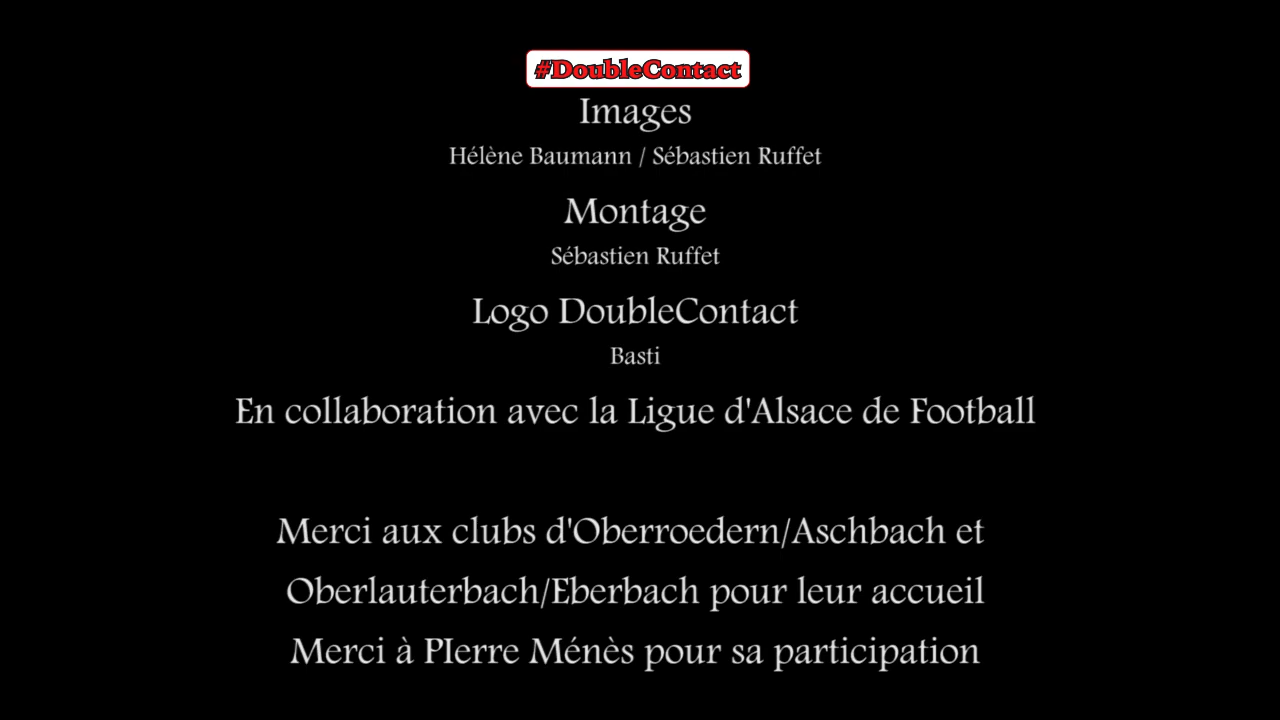 #DoubleContact
Images
Hélène Baumann / Sébastien Ruffet
Montage
Sébastien Ruffet
Logo DoubleContact
Basti
En collaboration avec la Ligue d'Alsace de Football
Merci aux clubs d'Oberroedern/Aschbach et
Oberlauterbach/Eberbach pour leur accueil
Merci à PIerre Ménès pour sa participation